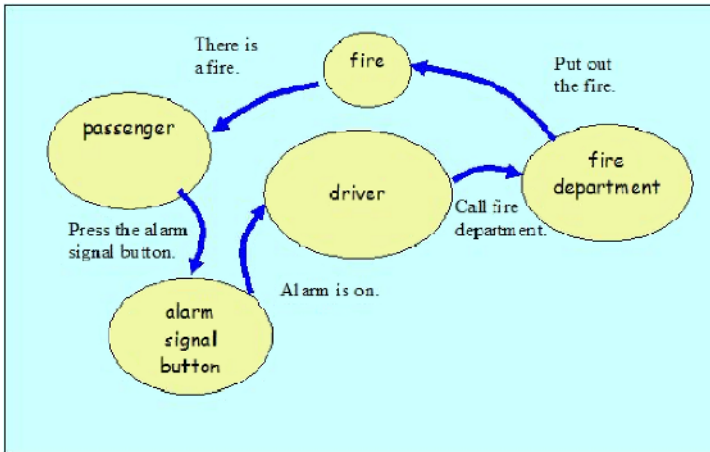 There is
a fire.
fire
Put out
the fire.
passenger
driver
fire
department
Press the alarm
signal button.
Call fire
department.
Alarm is on.
alarm
signal
button